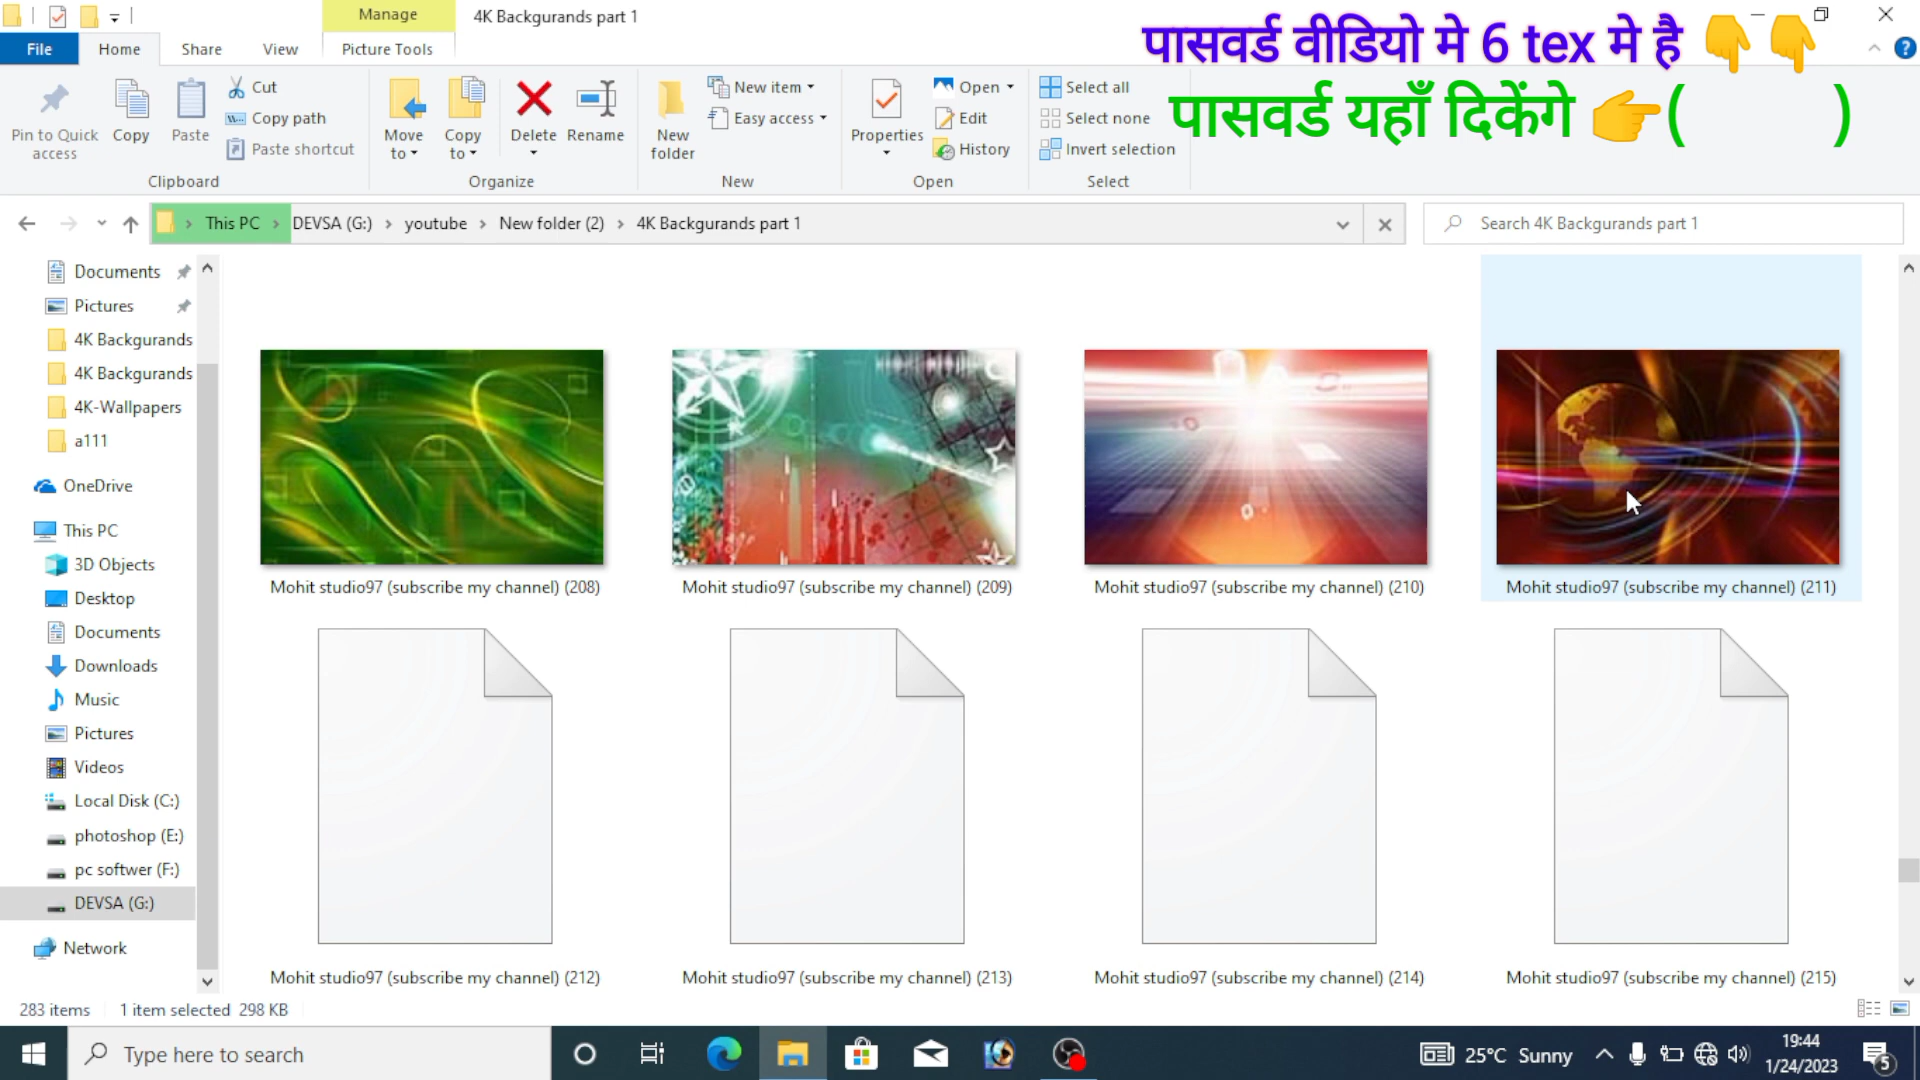 Manage
4K Backgurands part 1
पासवर्ड वीडियो मे 6 tex मे है 👇👇
File
Home
Share
View
Picture Tools
पासवर्ड यहाँ दिकेंगे 👉( )
Pin to Quick access
Copy
Paste
Cut
Copy path
Paste shortcut
Clipboard
Move to
Copy to
Delete
Rename
Organize
New folder
New item
Easy access
New
Properties
Open
Edit
History
Open
Select all
Select none
Invert selection
Select
This PC
DEVSA (G:)
youtube
New folder (2)
4K Backgurands part 1
Search 4K Backgurands part 1
Documents
Pictures
4K Backgurands
4K Backgurands
4K-Wallpapers
a111
OneDrive
This PC
3D Objects
Desktop
Documents
Downloads
Music
Pictures
Videos
Local Disk (C:)
photoshop (E:)
pc softwer (F:)
DEVSA (G:)
Network
Mohit studio97 (subscribe my channel) (208)
Mohit studio97 (subscribe my channel) (209)
Mohit studio97 (subscribe my channel) (210)
Mohit studio97 (subscribe my channel) (211)
Mohit studio97 (subscribe my channel) (212)
Mohit studio97 (subscribe my channel) (213)
Mohit studio97 (subscribe my channel) (214)
Mohit studio97 (subscribe my channel) (215)
283 items
1 item selected 298 KB
Type here to search
25°C Sunny
19:44
1/24/2023
5